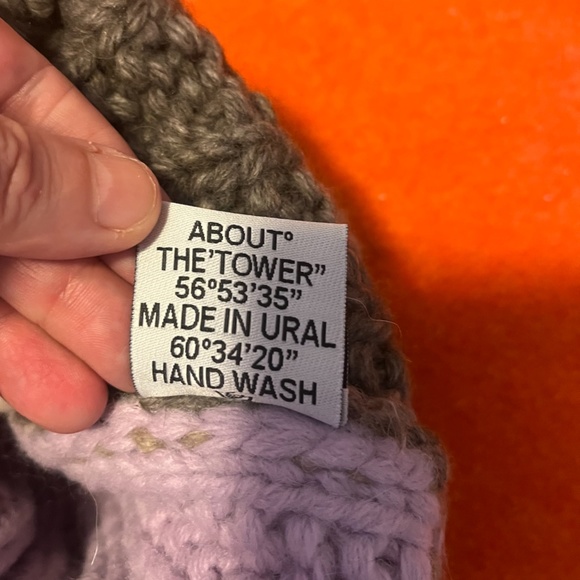 ABOUT°
THE'TOWER”
56°53'35”
MADE IN URAL
60°34'20”
HAND WASH